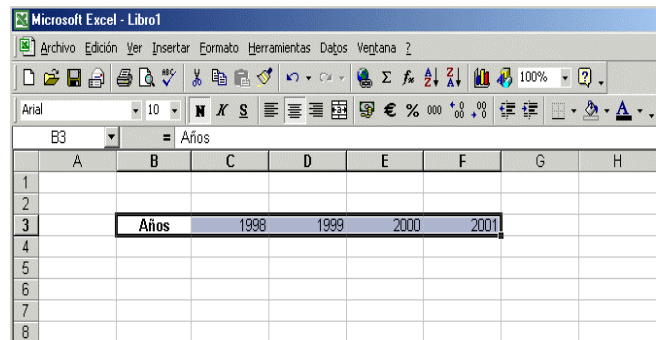 Microsoft Excel - Libro1
Archivo Edición Ver Insertar Formato Herramientas Datos Ventana ?
Σ fx 100% ?
Arial 10 N K S € % 000 A
B3 = Años
A B C D E F G H
1
2
3 Años 1998 1999 2000 2001
4
5
6
7
8